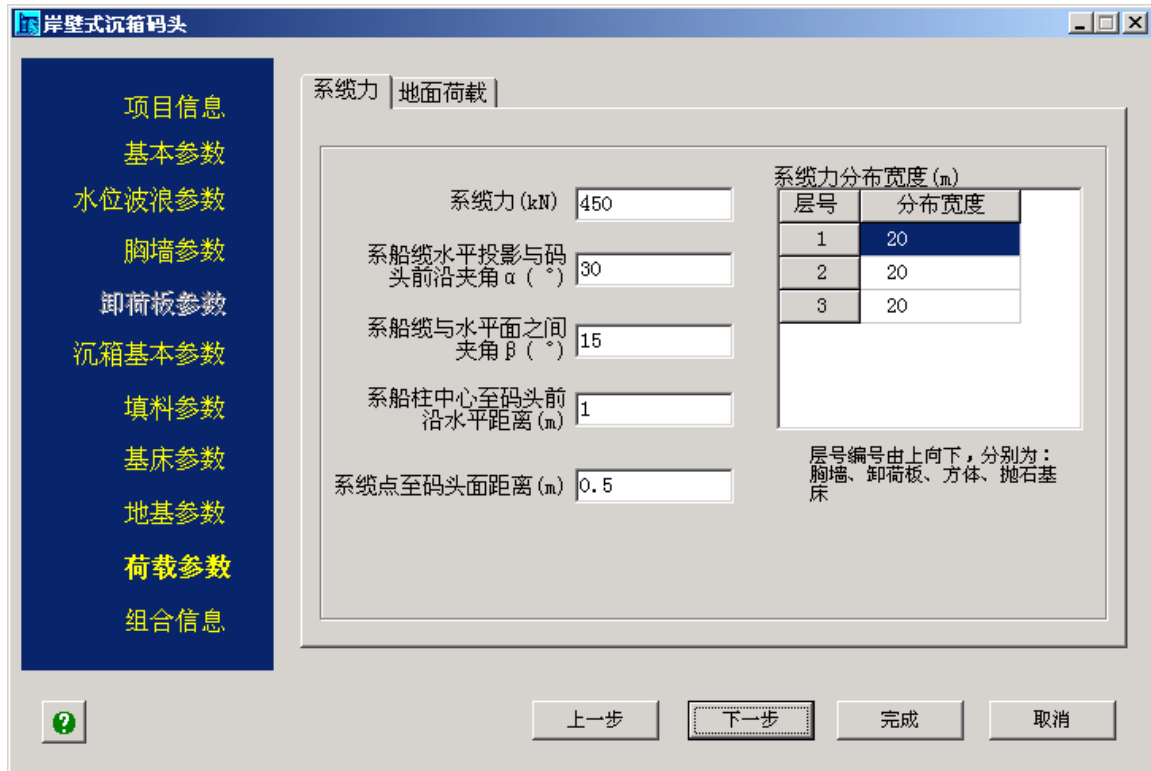 岸壁式沉箱码头
项目信息
基本参数
水位波浪参数
胸墙参数
卸荷板参数
沉箱基本参数
填料参数
基床参数
地基参数
荷载参数
组合信息
系缆力
地面荷载
系缆力(kN)
450
系船缆水平投影与码
头前沿夹角α(°)
30
系船缆与水平面之间
夹角β(°)
15
系船柱中心至码头前
沿水平距离(m)
1
系缆点至码头面距离(m)
0.5
系缆力分布宽度(m)
层号 分布宽度
1 20
2 20
3 20
层号编号由上向下，分别为：
胸墙、卸荷板、方体、抛石基
床
?
上一步
下一步
完成
取消